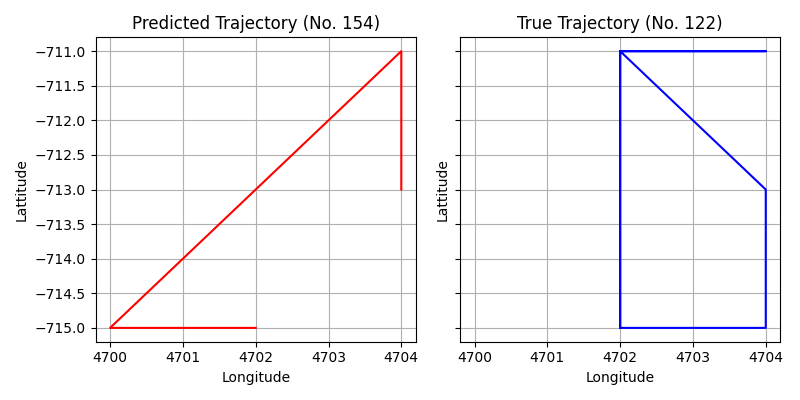 Predicted Trajectory (No. 154)
True Trajectory (No. 122)
−711.0
−711.5
−712.0
−712.5
−713.0
−713.5
−714.0
−714.5
−715.0
Lattitude
4700 4701 4702 4703 4704
Longitude
Lattitude
4700 4701 4702 4703 4704
Longitude